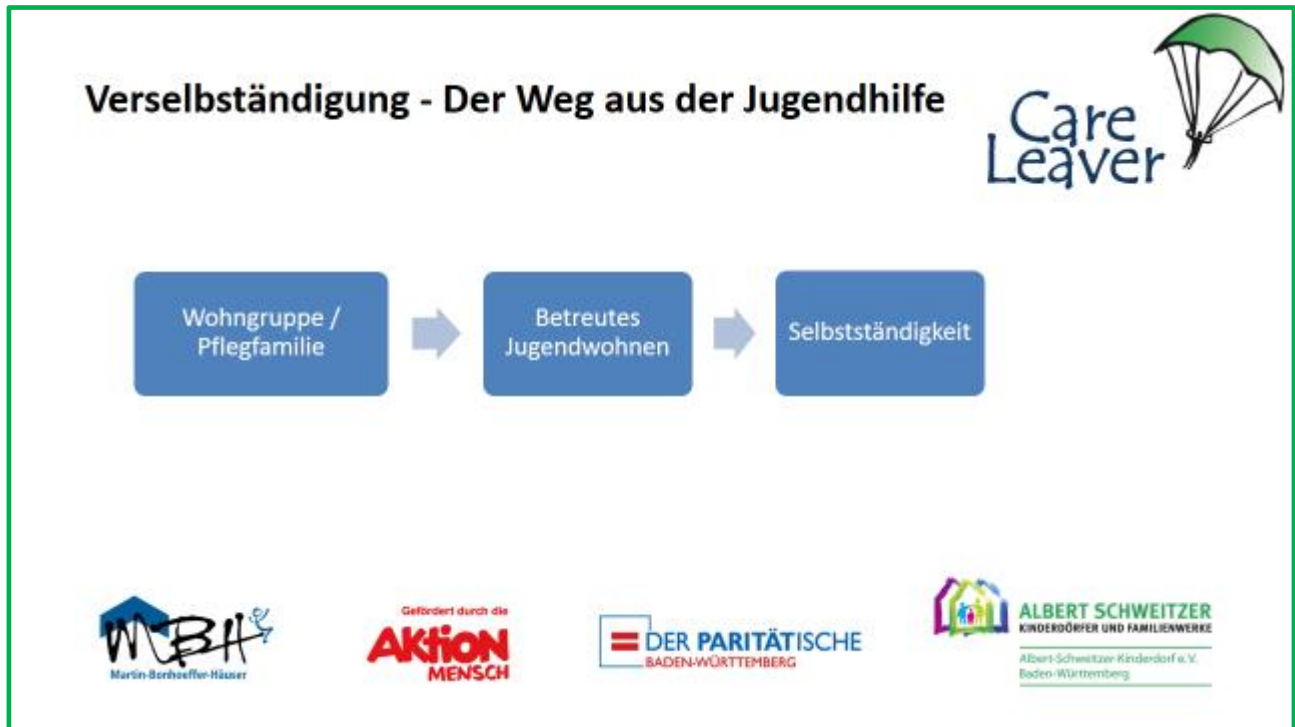 Verselbständigung - Der Weg aus der Jugendhilfe
Care
Leaver
Wohngruppe /
Pflegfamilie
Betreutes
Jugendwohnen
Selbstständigkeit
MBH
Martin-Bonhoeffer-Häuser
Gefördert durch die
AKTION
MENSCH
DER PARITÄTISCHE
BADEN-WÜRTTEMBERG
ALBERT SCHWEITZER
KINDERDÖRFER UND FAMILIENWERKE
Albert-Schweitzer-Kinderdorf e.V.
Baden-Württemberg